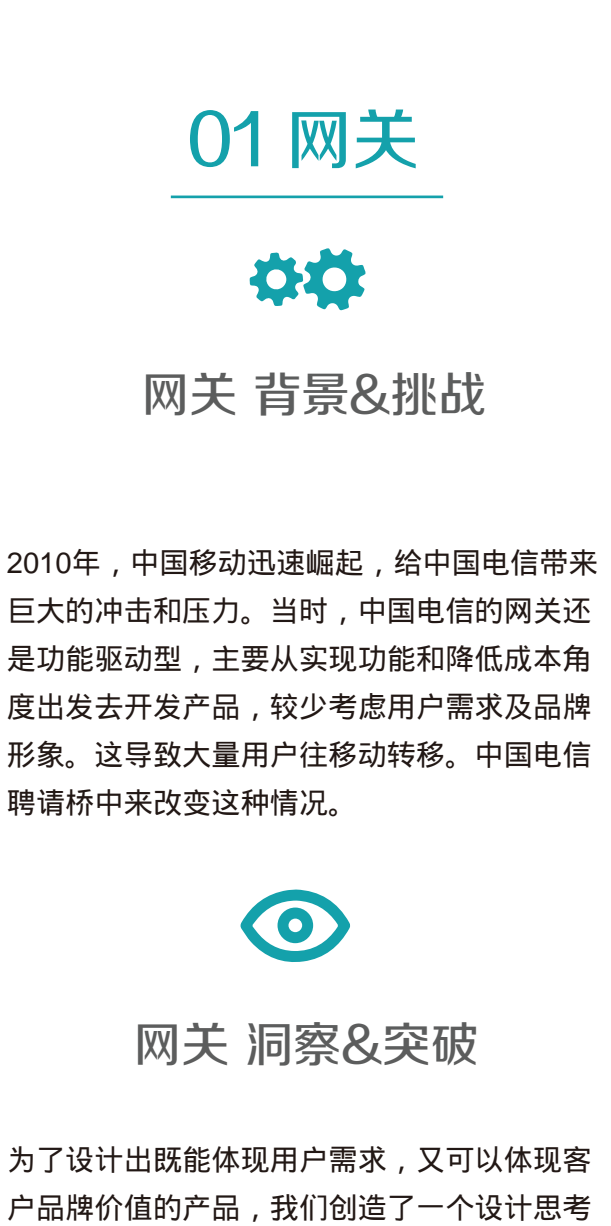 01 网关
网关 背景&挑战
2010年，中国移动迅速崛起，给中国电信带来
巨大的冲击和压力。当时，中国电信的网关还
是功能驱动型，主要从实现功能和降低成本角
度出发去开发产品，较少考虑用户需求及品牌
形象。这导致大量用户往移动转移。中国电信
聘请桥中来改变这种情况。
网关 洞察&突破
为了设计出既能体现用户需求，又可以体现客
户品牌价值的产品，我们创造了一个设计思考